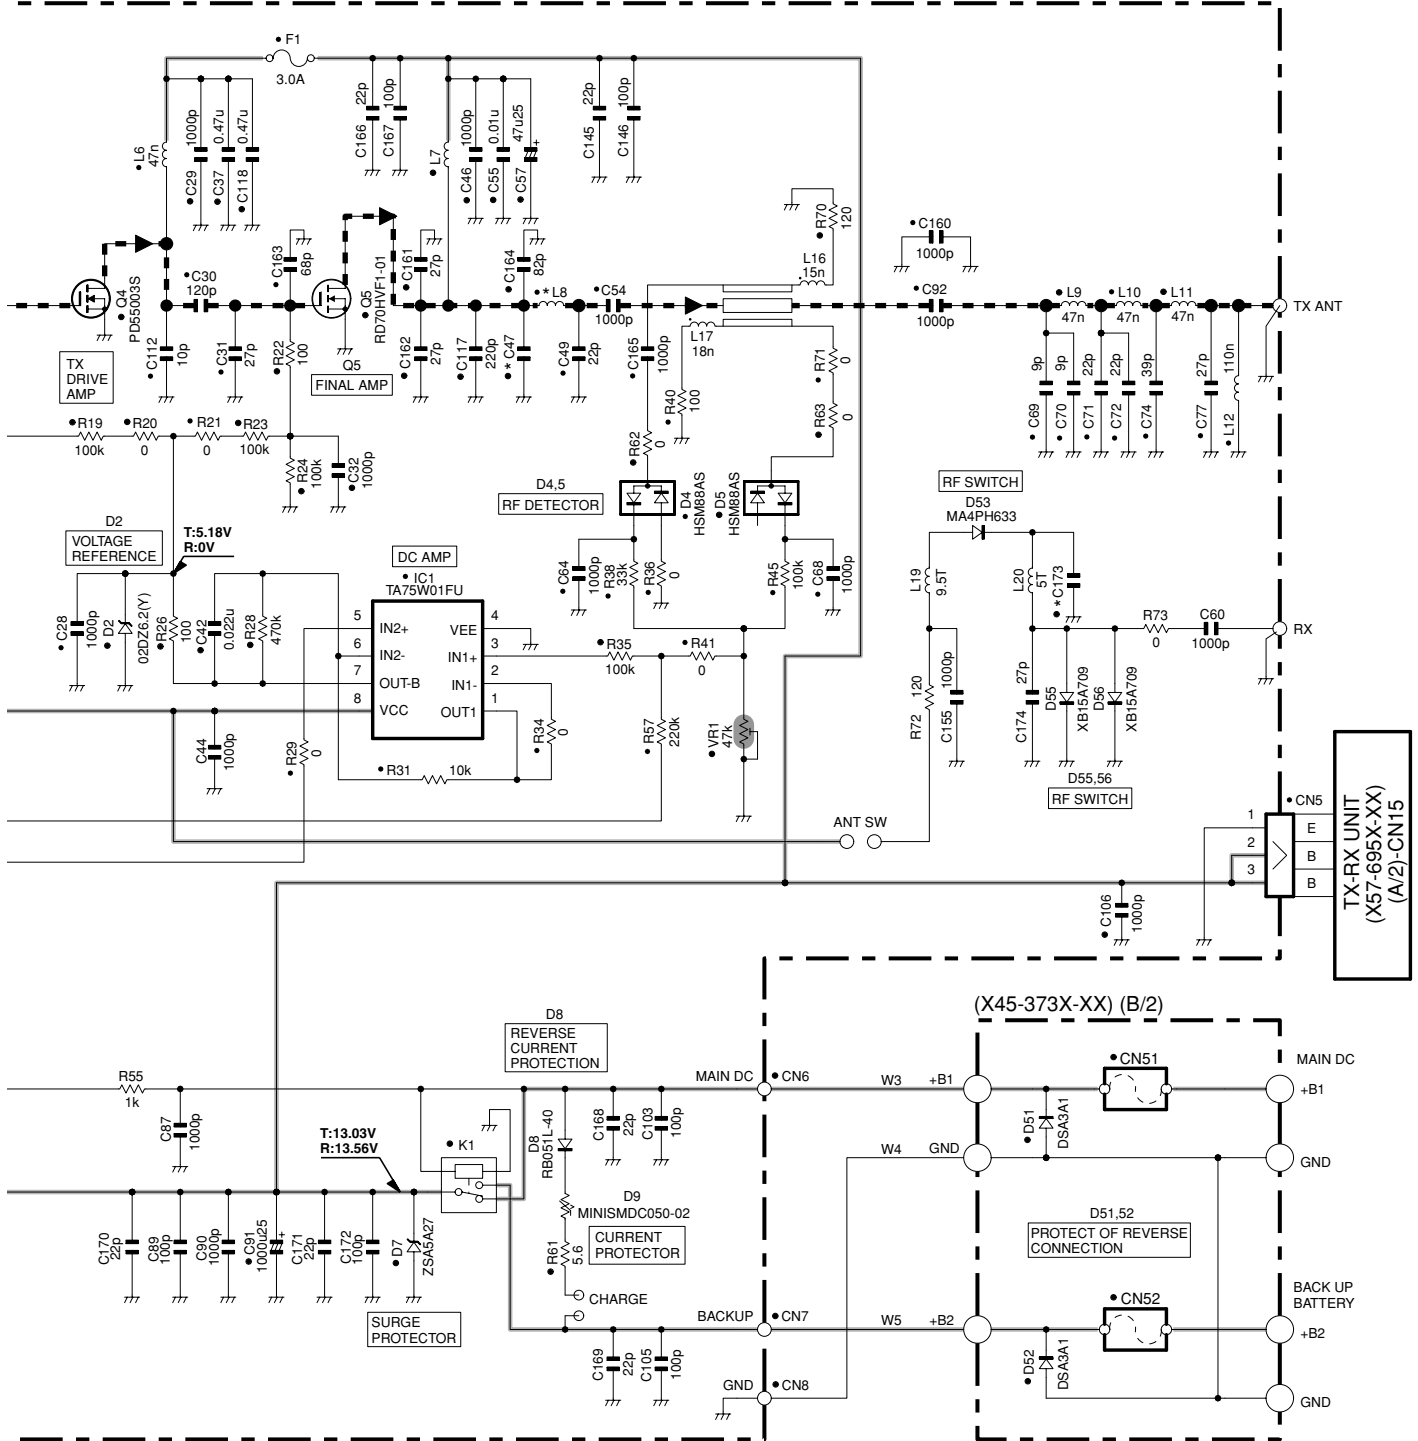 F1
3.0A
L6
47n
C29
1000p
C37
0.47u
C118
0.47u
C166
22p
C167
100p
L7
C46
1000p
C55
0.01u
C57
47u25
+
C145
22p
C146
100p
R70
120
C160
1000p
Q4
PD55003S
C30
120p
C163
68p
Q5
RD70HVF1-01
C161
27p
C164
82p
* L8
C54
1000p
L16
15n
C92
1000p
L9
47n
L10
47n
L11
47n
TX ANT
TX
DRIVE
AMP
C112
10p
C31
27p
R22
100
Q5
FINAL AMP
C162
27p
C117
220p
* C47
C49
22p
C165
1000p
L17
18n
R40
100
R71
0
R63
0
C69
9p
C70
9p
C71
22p
C72
22p
C74
39p
C77
27p
L12
110n
R19
100k
R20
0
R21
0
R23
100k
R24
100k
C32
1000p
R62
0
D4,5
RF DETECTOR
D4
HSM88AS
D5
HSM88AS
RF SWITCH
D53
MA4PH633
D2
VOLTAGE
REFERENCE
T:5.18V
R:0V
DC AMP
IC1
TA75W01FU
C28
1000p
D2
02DZ6.2(Y)
R26
100
C42
0.022u
R28
470k
5
IN2+
6
IN2-
7
OUT-B
8
VCC
VEE
4
IN1+
3
IN1-
2
OUT1
1
C64
1000p
R38
33k
R36
0
R45
100k
C68
1000p
L19
9.5T
L20
5T
* C173
R35
100k
R41
0
R73
0
C60
1000p
RX
C44
1000p
R29
0
R31
10k
R34
0
R57
220k
VR1
47k
R72
120
C155
1000p
C174
27p
D55
XB15A709
D56
XB15A709
D55,56
RF SWITCH
ANT SW
CN5
1
2
3
E
B
B
TX-RX UNIT
(X57-695X-XX)
(A/2)-CN15
C106
1000p
(X45-373X-XX) (B/2)
D8
REVERSE
CURRENT
PROTECTION
R55
1k
C87
1000p
T:13.03V
R:13.56V
K1
D8
RB051L-40
C168
22p
C103
100p
MAIN DC
CN6
W3
+B1
CN51
MAIN DC
+B1
D51
DSA3A1
W4
GND
GND
D9
MINISMDC050-02
CURRENT
PROTECTOR
R61
5.6
CHARGE
C170
22p
C89
100p
C90
1000p
C91
1000u25
+
C171
22p
C172
100p
D7
ZSA5A27
SURGE
PROTECTOR
D51,52
PROTECT OF REVERSE
CONNECTION
BACKUP
CN7
W5
+B2
CN52
BACK UP
BATTERY
+B2
C169
22p
C105
100p
D52
DSA3A1
GND
CN8
GND